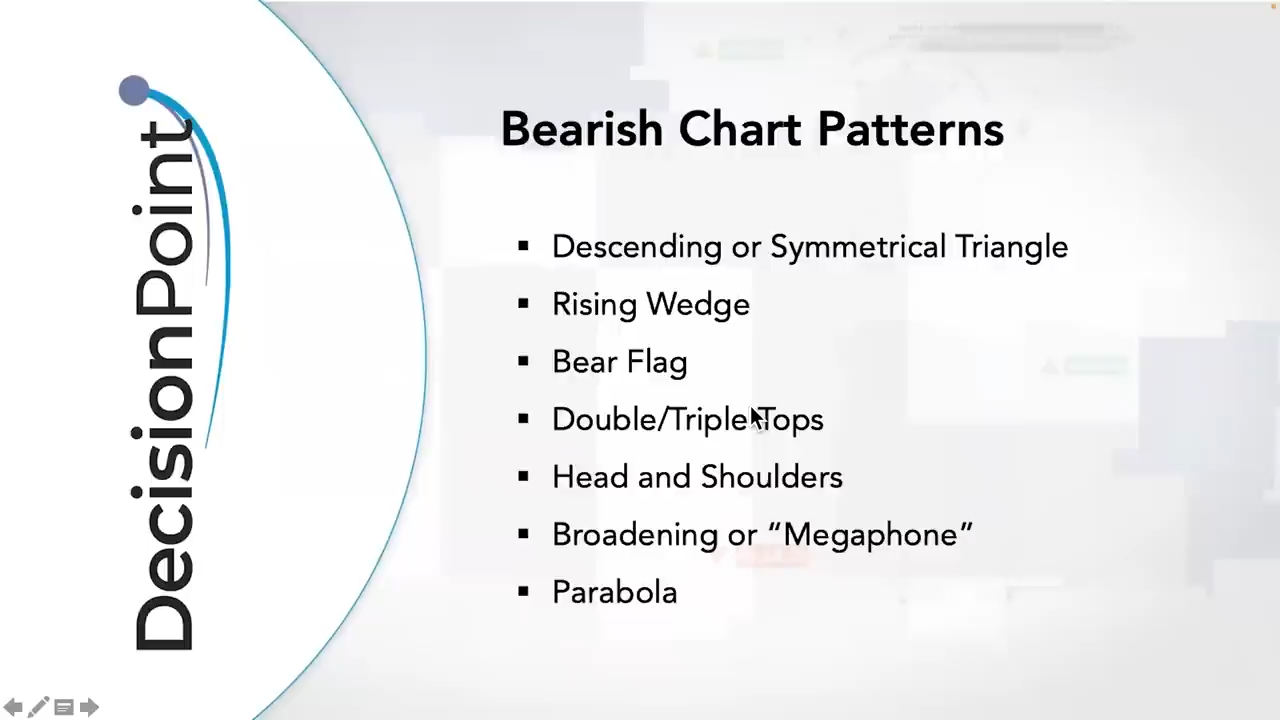 DecisionPoint
Bearish Chart Patterns
▪ Descending or Symmetrical Triangle
▪ Rising Wedge
▪ Bear Flag
▪ Double/Triple Tops
▪ Head and Shoulders
▪ Broadening or “Megaphone”
▪ Parabola